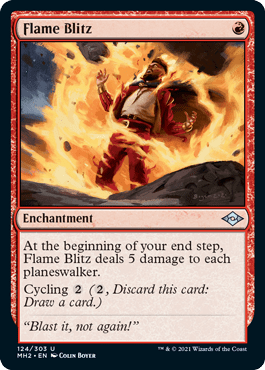 Flame Blitz
Enchantment
At the beginning of your end step,
Flame Blitz deals 5 damage to each
planeswalker.
Cycling 2 (2, Discard this card:
Draw a card.)
"Blast it, not again!"
124/303 U
MH2 • EN COLIN BOYER
™ & © 2021 Wizards of the Coast